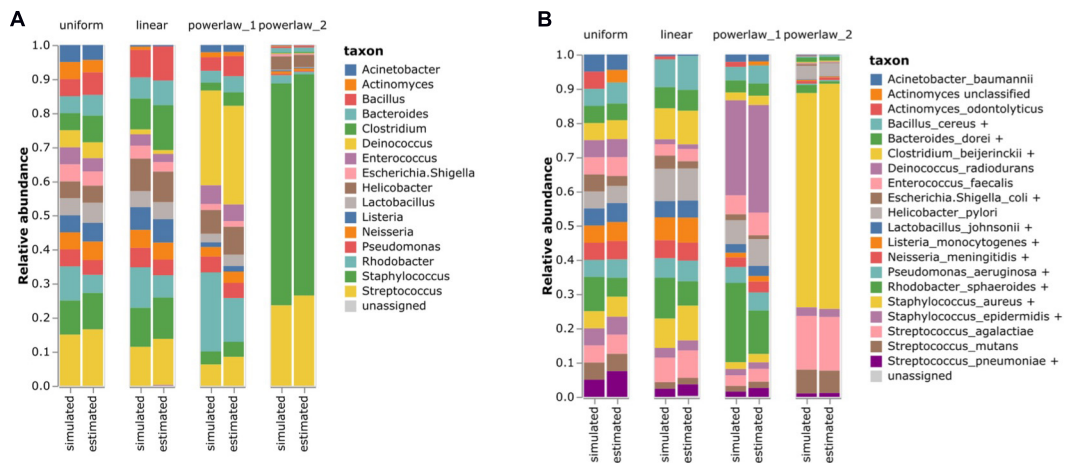 A
uniform linear powerlaw_1 powerlaw_2
Relative abundance
1.0
0.9
0.8
0.7
0.6
0.5
0.4
0.3
0.2
0.1
0.0
simulated
estimated
simulated
estimated
simulated
estimated
simulated
estimated
taxon
Acinetobacter
Actinomyces
Bacillus
Bacteroides
Clostridium
Deinococcus
Enterococcus
Escherichia.Shigella
Helicobacter
Lactobacillus
Listeria
Neisseria
Pseudomonas
Rhodobacter
Staphylococcus
Streptococcus
unassigned
B
uniform linear powerlaw_1 powerlaw_2
Relative abundance
1.0
0.9
0.8
0.7
0.6
0.5
0.4
0.3
0.2
0.1
0.0
simulated
estimated
simulated
estimated
simulated
estimated
simulated
estimated
taxon
Acinetobacter_baumannii
Actinomyces unclassified
Actinomyces_odontolyticus
Bacillus_cereus +
Bacteroides_dorei +
Clostridium_beijerinckii +
Deinococcus_radiodurans
Enterococcus_faecalis
Escherichia.Shigella_coli +
Helicobacter_pylori
Lactobacillus_johnsonii +
Listeria_monocytogenes +
Neisseria_meningitidis +
Pseudomonas_aeruginosa +
Rhodobacter_sphaeroides +
Staphylococcus_aureus +
Staphylococcus_epidermidis +
Streptococcus_agalactiae
Streptococcus_mutans
Streptococcus_pneumoniae +
unassigned